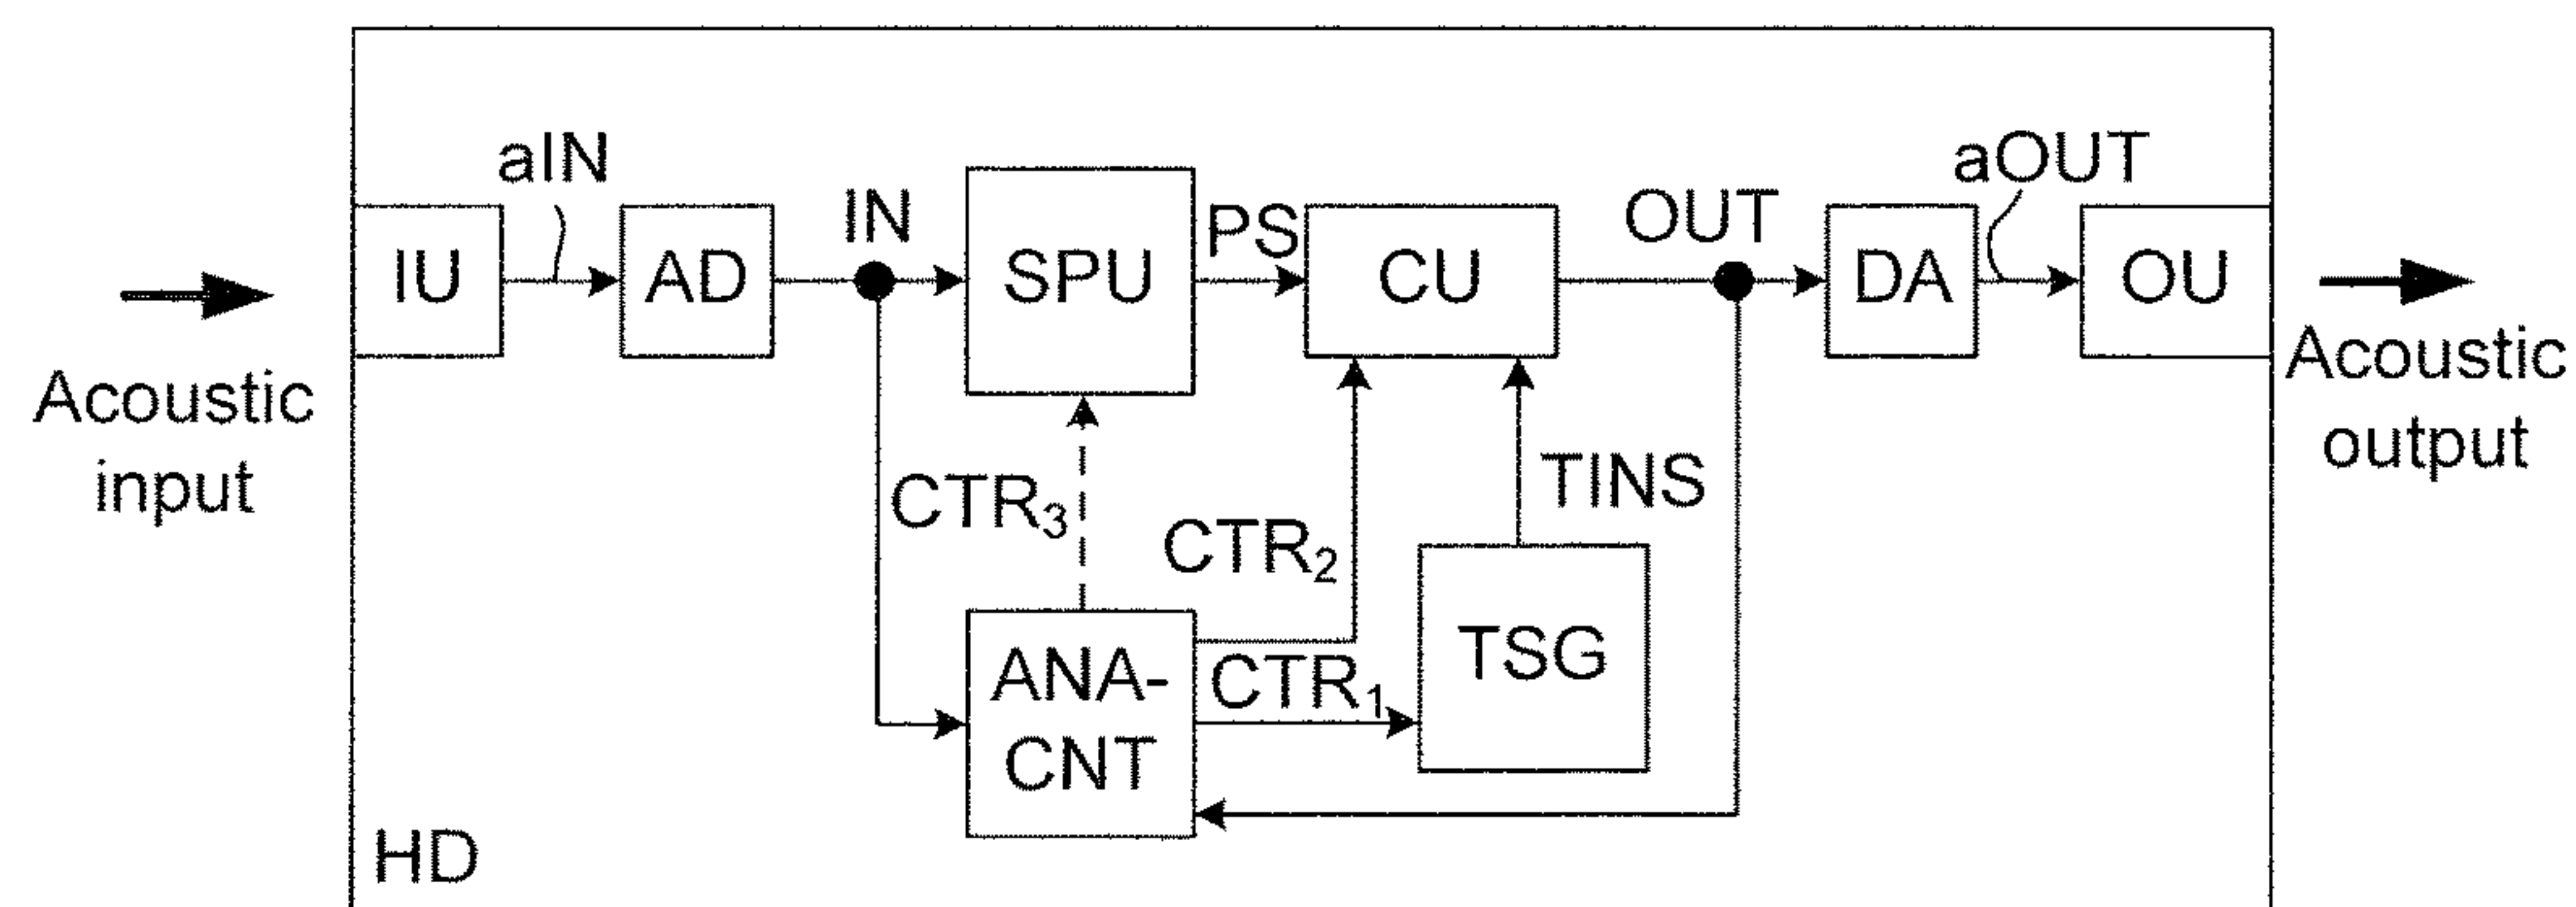 aIN
aOUT
IN
PS
OUT
IU
AD
SPU
CU
DA
OU
Acoustic
input
Acoustic
output
CTR3
CTR2
TINS
ANA-
CNT
CTR1
TSG
HD